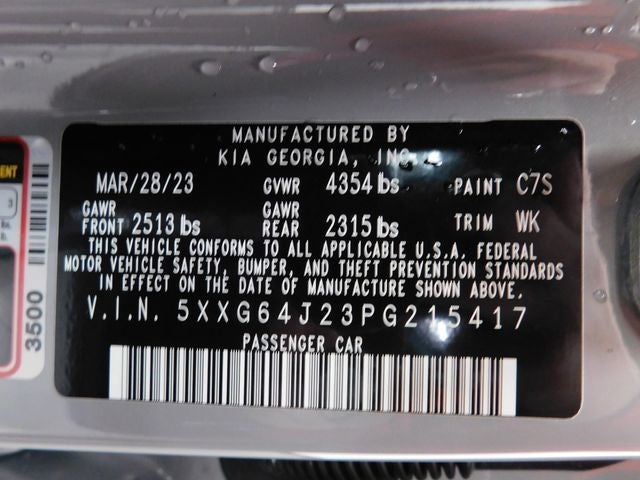 MANUFACTURED BY
KIA GEORGIA, INC.
MAR/28/23 GVWR 4354 lbs PAINT C7S
GAWR FRONT 2513 lbs GAWR REAR 2315 lbs TRIM WK
THIS VEHICLE CONFORMS TO ALL APPLICABLE U.S.A. FEDERAL
MOTOR VEHICLE SAFETY, BUMPER, AND THEFT PREVENTION STANDARDS
IN EFFECT ON THE DATE OF MANUFACTURE SHOWN ABOVE.
V.I.N. 5XXG64J23PG215417
PASSENGER CAR
3
3500